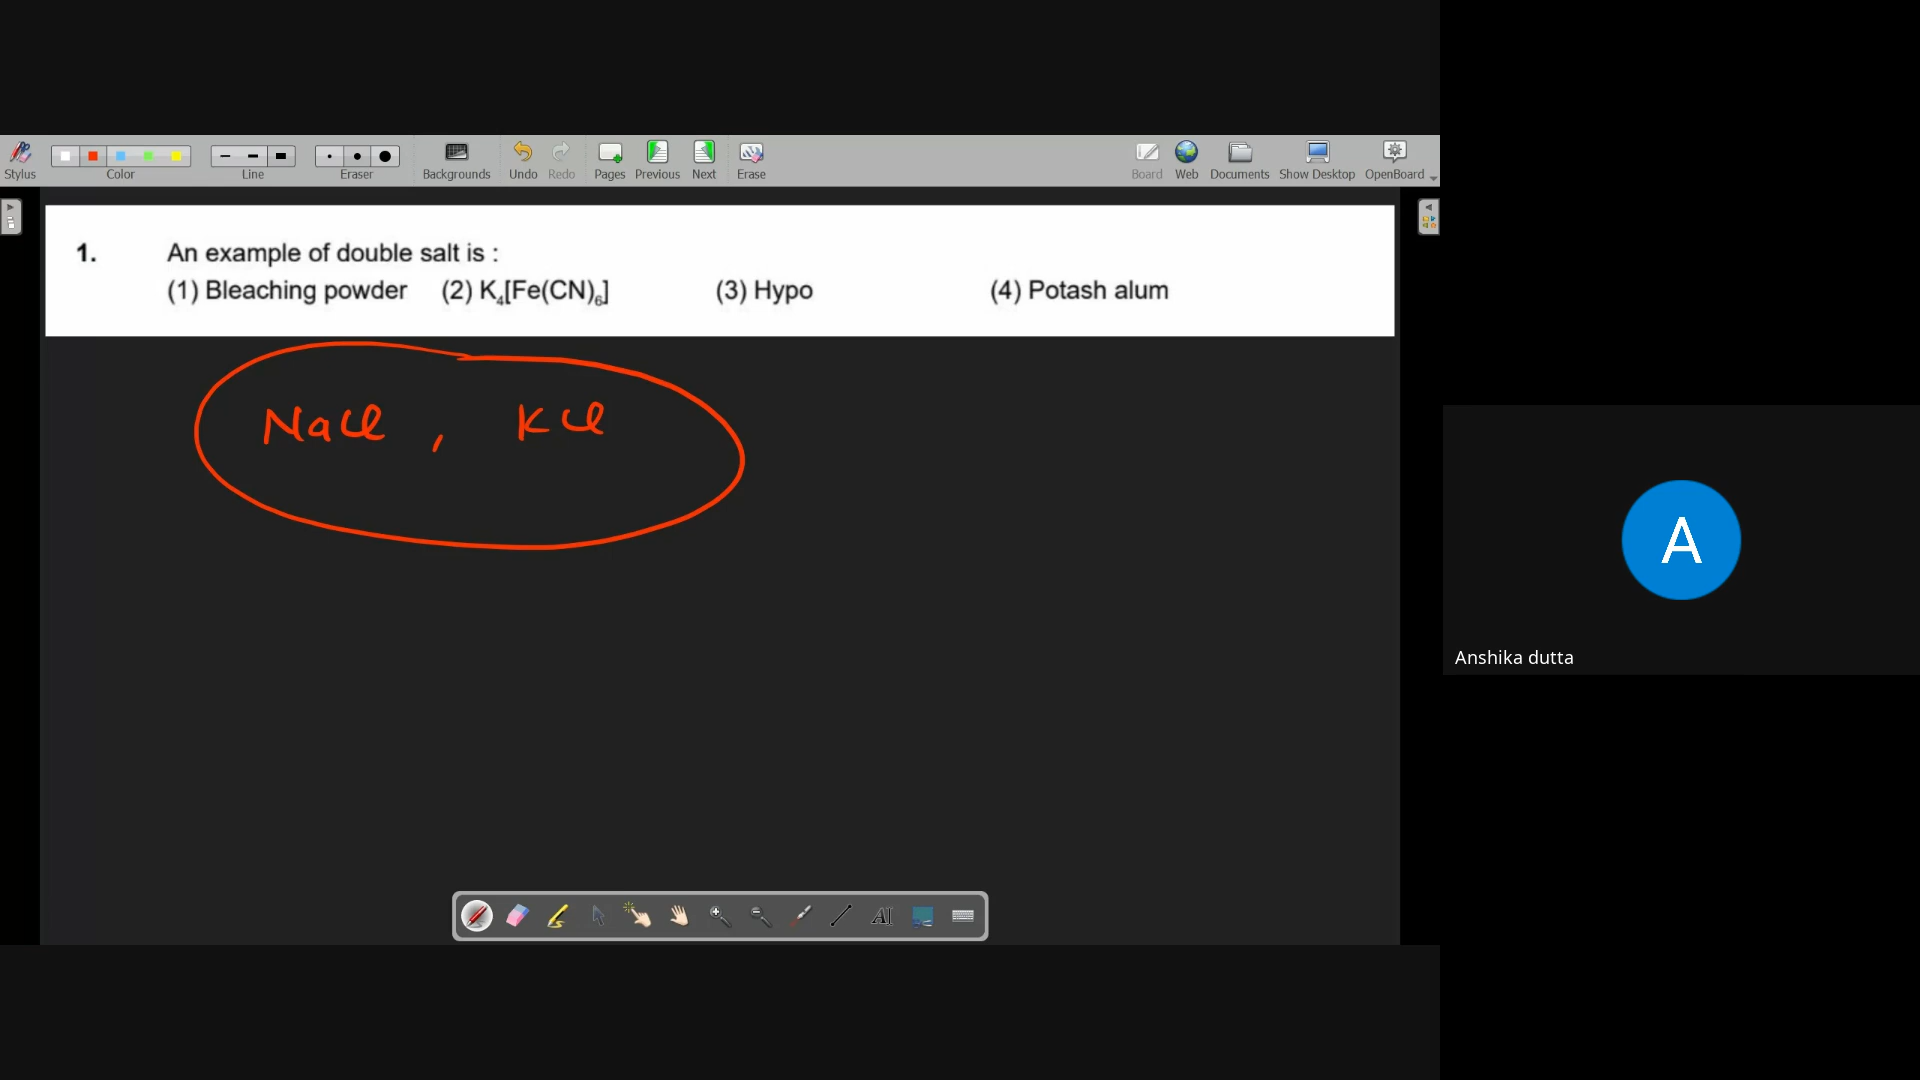 Stylus Color Line Eraser Backgrounds Undo Redo Pages Previous Next Erase Board Web Documents Show Desktop OpenBoard
1. An example of double salt is :
(1) Bleaching powder (2) K₄[Fe(CN)₆] (3) Hypo (4) Potash alum
NaCl , KCl
A
Anshika dutta